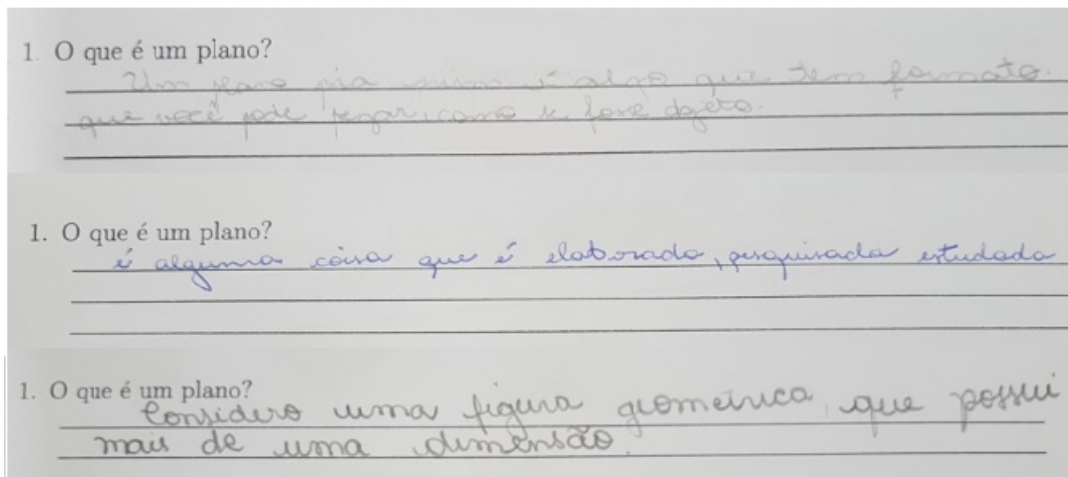 1. O que é um plano?
Um plano pra mim é algo que tem formato.
que você pode pegar, como se fosse objeto.
1. O que é um plano?
é alguma coisa que é elaborado, pesquisada estudada
1. O que é um plano?
Considero uma figura geometrica que possui
mais de uma dimensão.